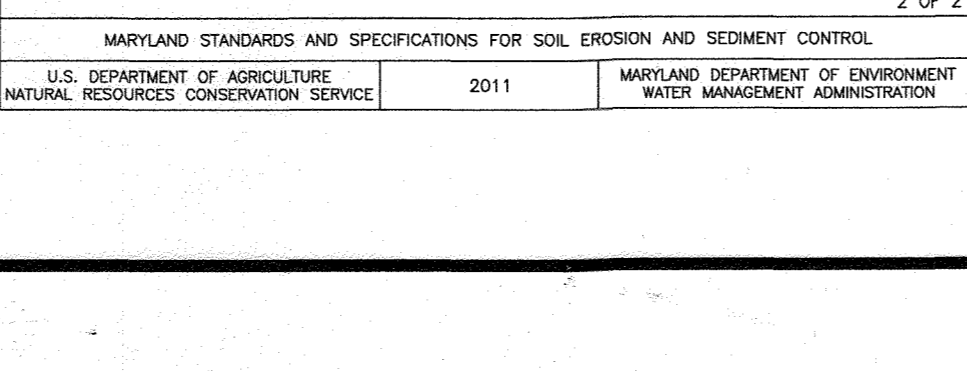 2 OF 2
MARYLAND STANDARDS AND SPECIFICATIONS FOR SOIL EROSION AND SEDIMENT CONTROL
U.S. DEPARTMENT OF AGRICULTURE
NATURAL RESOURCES CONSERVATION SERVICE
2011
MARYLAND DEPARTMENT OF ENVIRONMENT
WATER MANAGEMENT ADMINISTRATION